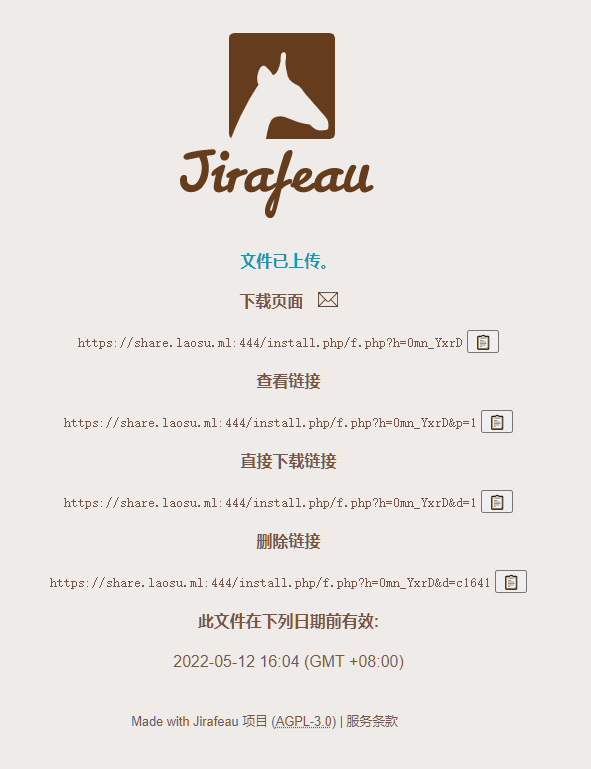 Jirafeau
文件已上传。
下载页面
https://share.laosu.ml:444/install.php/f.php?h=0mn_YxrD
查看链接
https://share.laosu.ml:444/install.php/f.php?h=0mn_YxrD&p=1
直接下载链接
https://share.laosu.ml:444/install.php/f.php?h=0mn_YxrD&d=1
删除链接
https://share.laosu.ml:444/install.php/f.php?h=0mn_YxrD&d=c1641
此文件在下列日期前有效:
2022-05-12 16:04 (GMT +08:00)
Made with Jirafeau 项目 (AGPL-3.0) | 服务条款